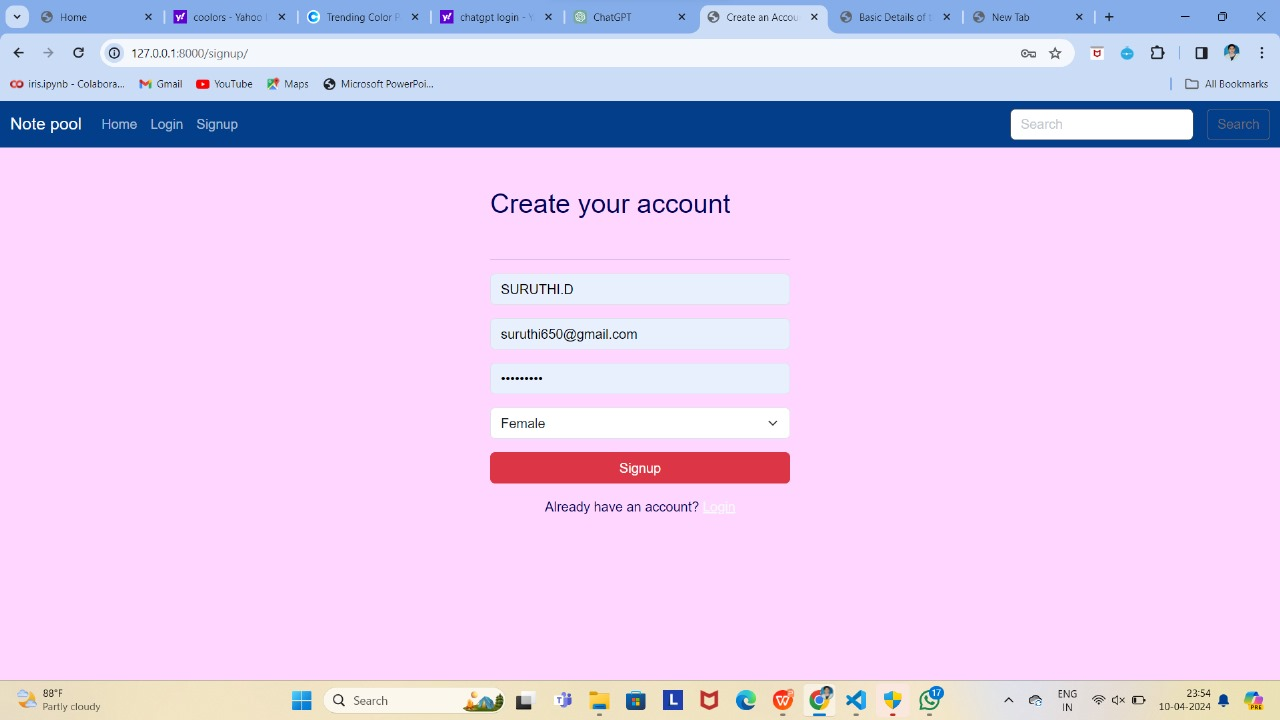 Home
coolors - Yahoo
Trending Color P
chatgpt login - Y
ChatGPT
Create an Accou
Basic Details of
New Tab
127.0.0.1:8000/signup/
iris.ipynb - Colabora...
Gmail
YouTube
Maps
Microsoft PowerPoi...
All Bookmarks
Note pool
Home
Login
Signup
Search
Search
Create your account
SURUTHI.D
suruthi650@gmail.com
•••••••••
Female
Signup
Already have an account? Login
88°F
Partly cloudy
Search
L
17
ENG
IN
23:54
10-04-2024
PRE